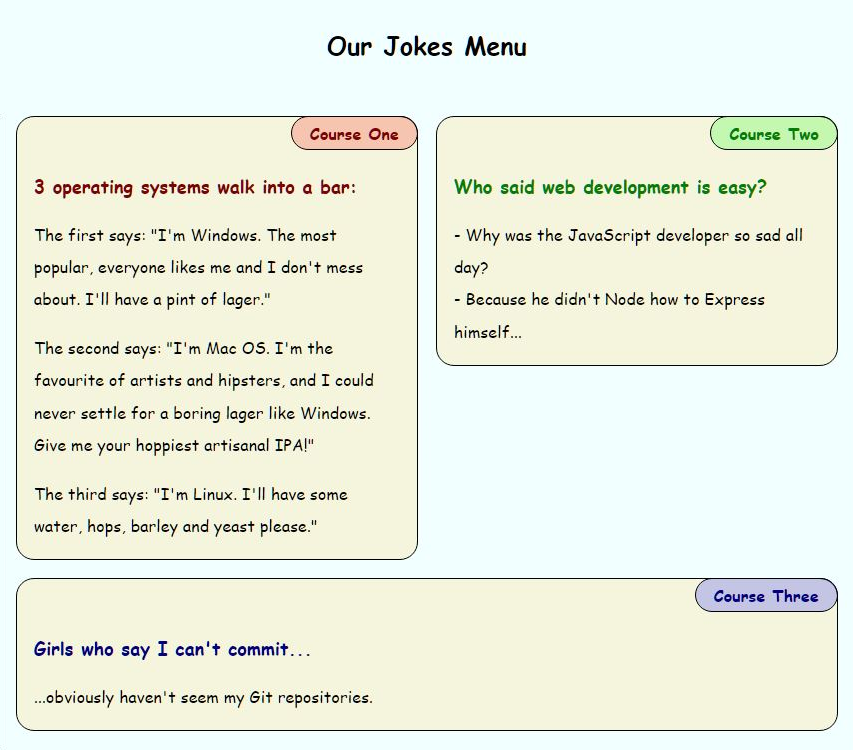 Our Jokes Menu
Course One
3 operating systems walk into a bar:
The first says: "I'm Windows. The most
popular, everyone likes me and I don't mess
about. I'll have a pint of lager."
The second says: "I'm Mac OS. I'm the
favourite of artists and hipsters, and I could
never settle for a boring lager like Windows.
Give me your hoppiest artisanal IPA!"
The third says: "I'm Linux. I'll have some
water, hops, barley and yeast please."
Course Two
Who said web development is easy?
- Why was the JavaScript developer so sad all
day?
- Because he didn't Node how to Express
himself...
Course Three
Girls who say I can't commit...
...obviously haven't seem my Git repositories.